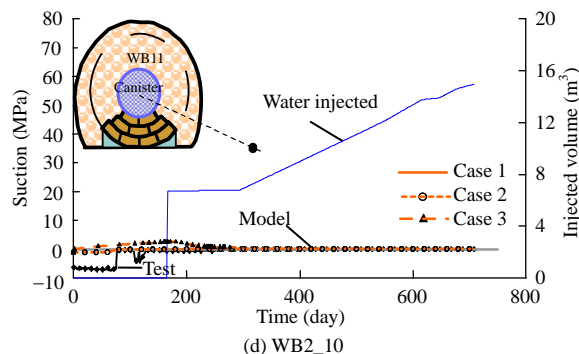 80
70
60
50
40
30
20
10
0
−10
Suction (MPa)
WB11
Canister
Water injected
Case 1
Case 2
Case 3
Model
Test
20
16
12
8
4
0
Injected volume (m³)
0 200 400 600 800
Time (day)
(d) WB2_10